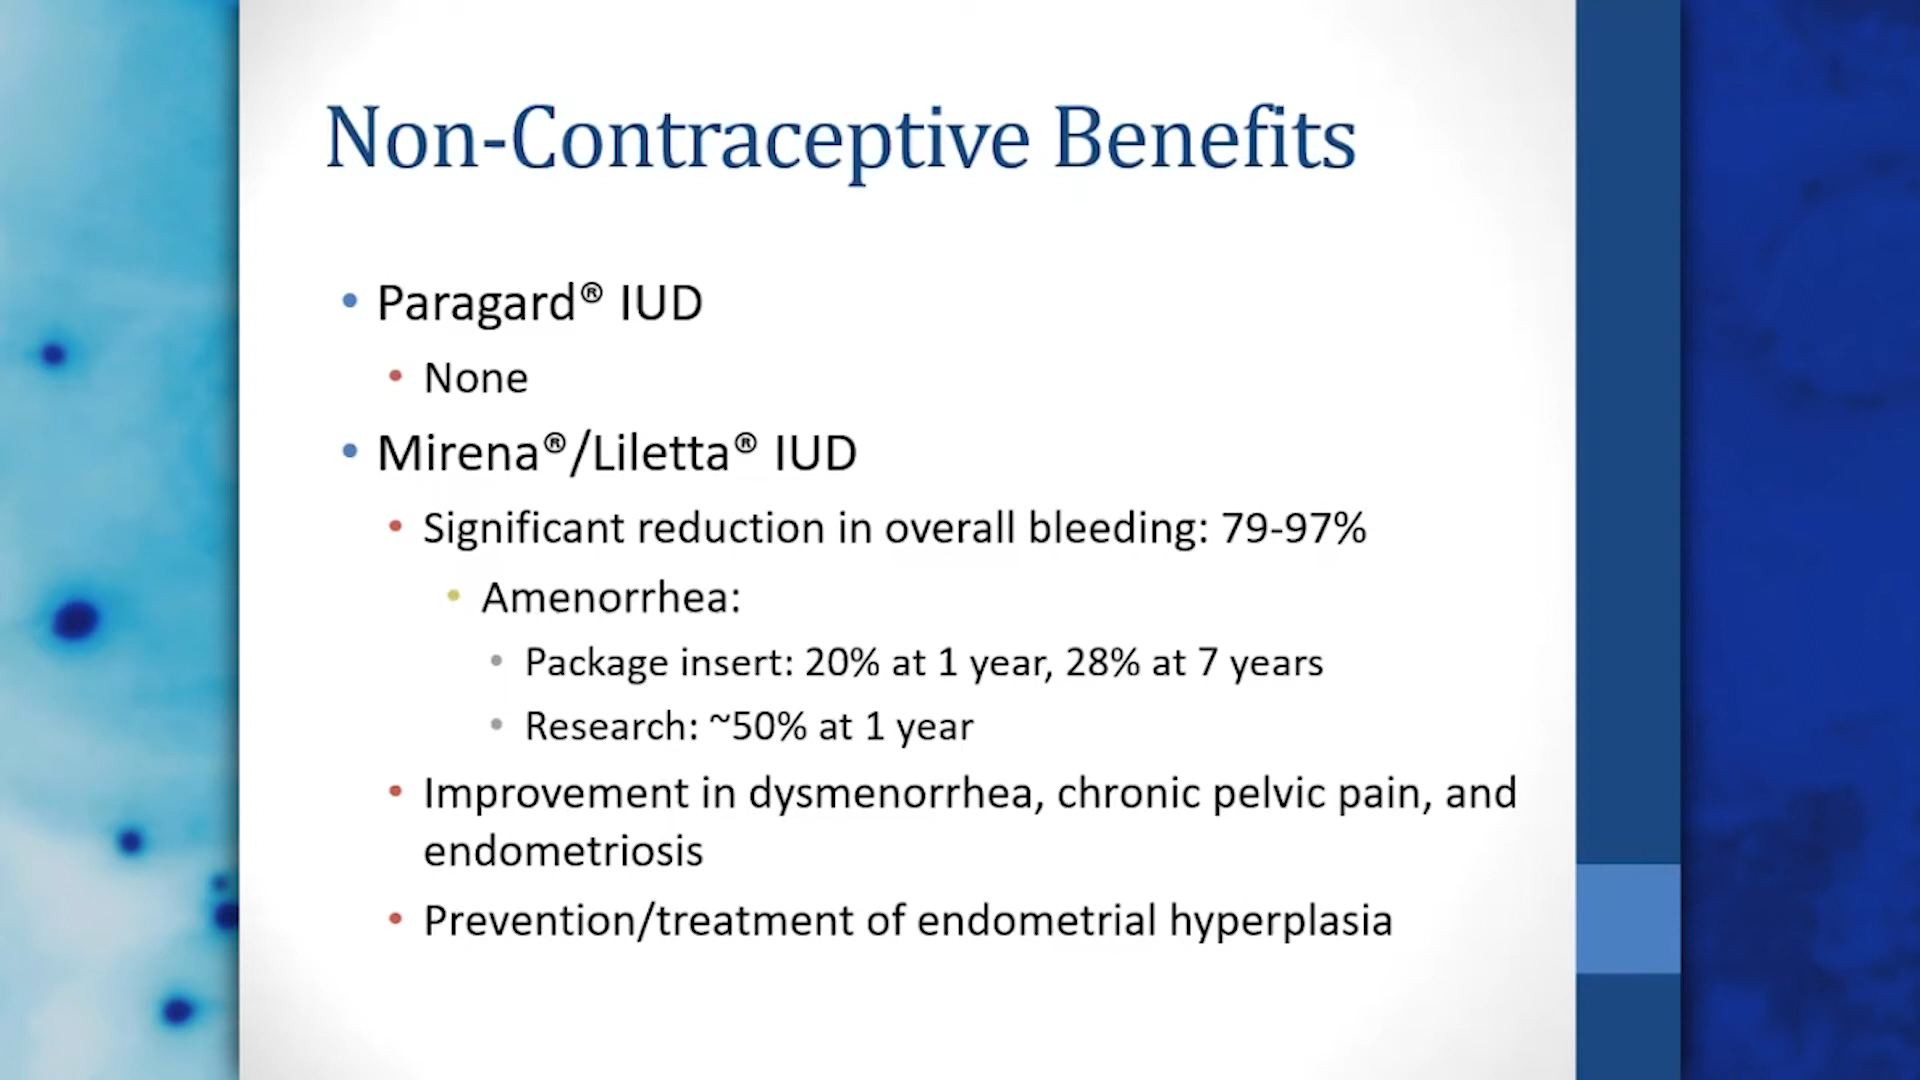 Non-Contraceptive Benefits
• Paragard® IUD
• None
• Mirena®/Liletta® IUD
• Significant reduction in overall bleeding: 79-97%
• Amenorrhea:
• Package insert: 20% at 1 year, 28% at 7 years
• Research: ~50% at 1 year
• Improvement in dysmenorrhea, chronic pelvic pain, and
endometriosis
• Prevention/treatment of endometrial hyperplasia